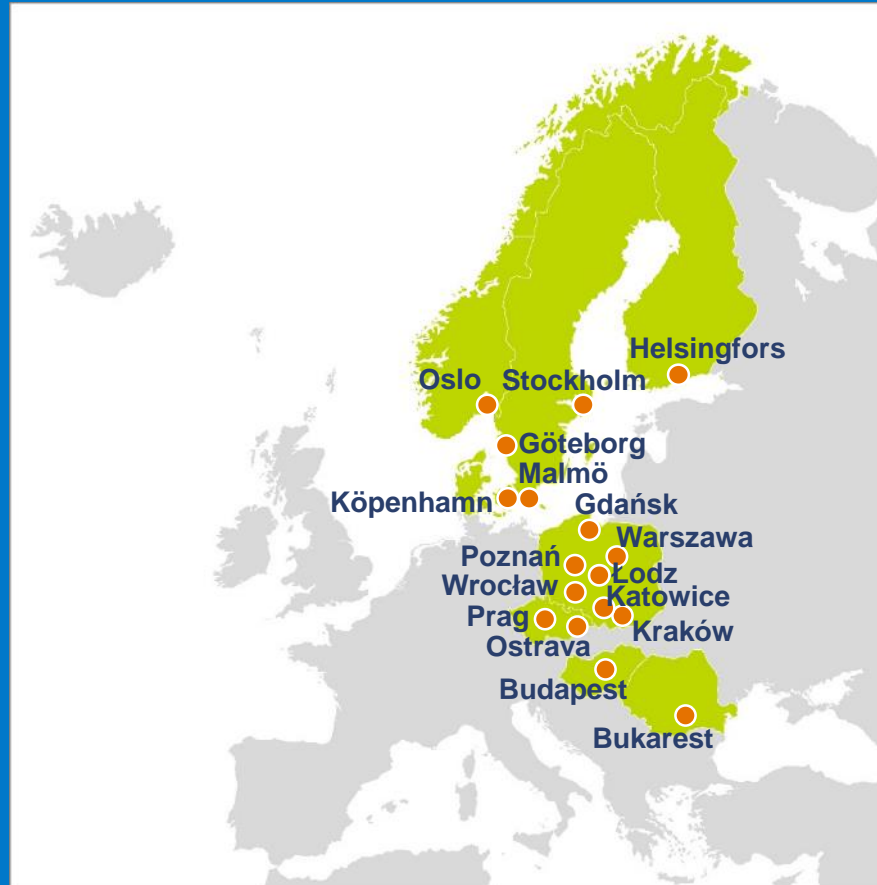 Helsingfors
Oslo
Stockholm
Göteborg
Malmö
Köpenhamn
Gdańsk
Warszawa
Poznań
Łodz
Wrocław
Katowice
Prag
Kraków
Ostrava
Budapest
Bukarest